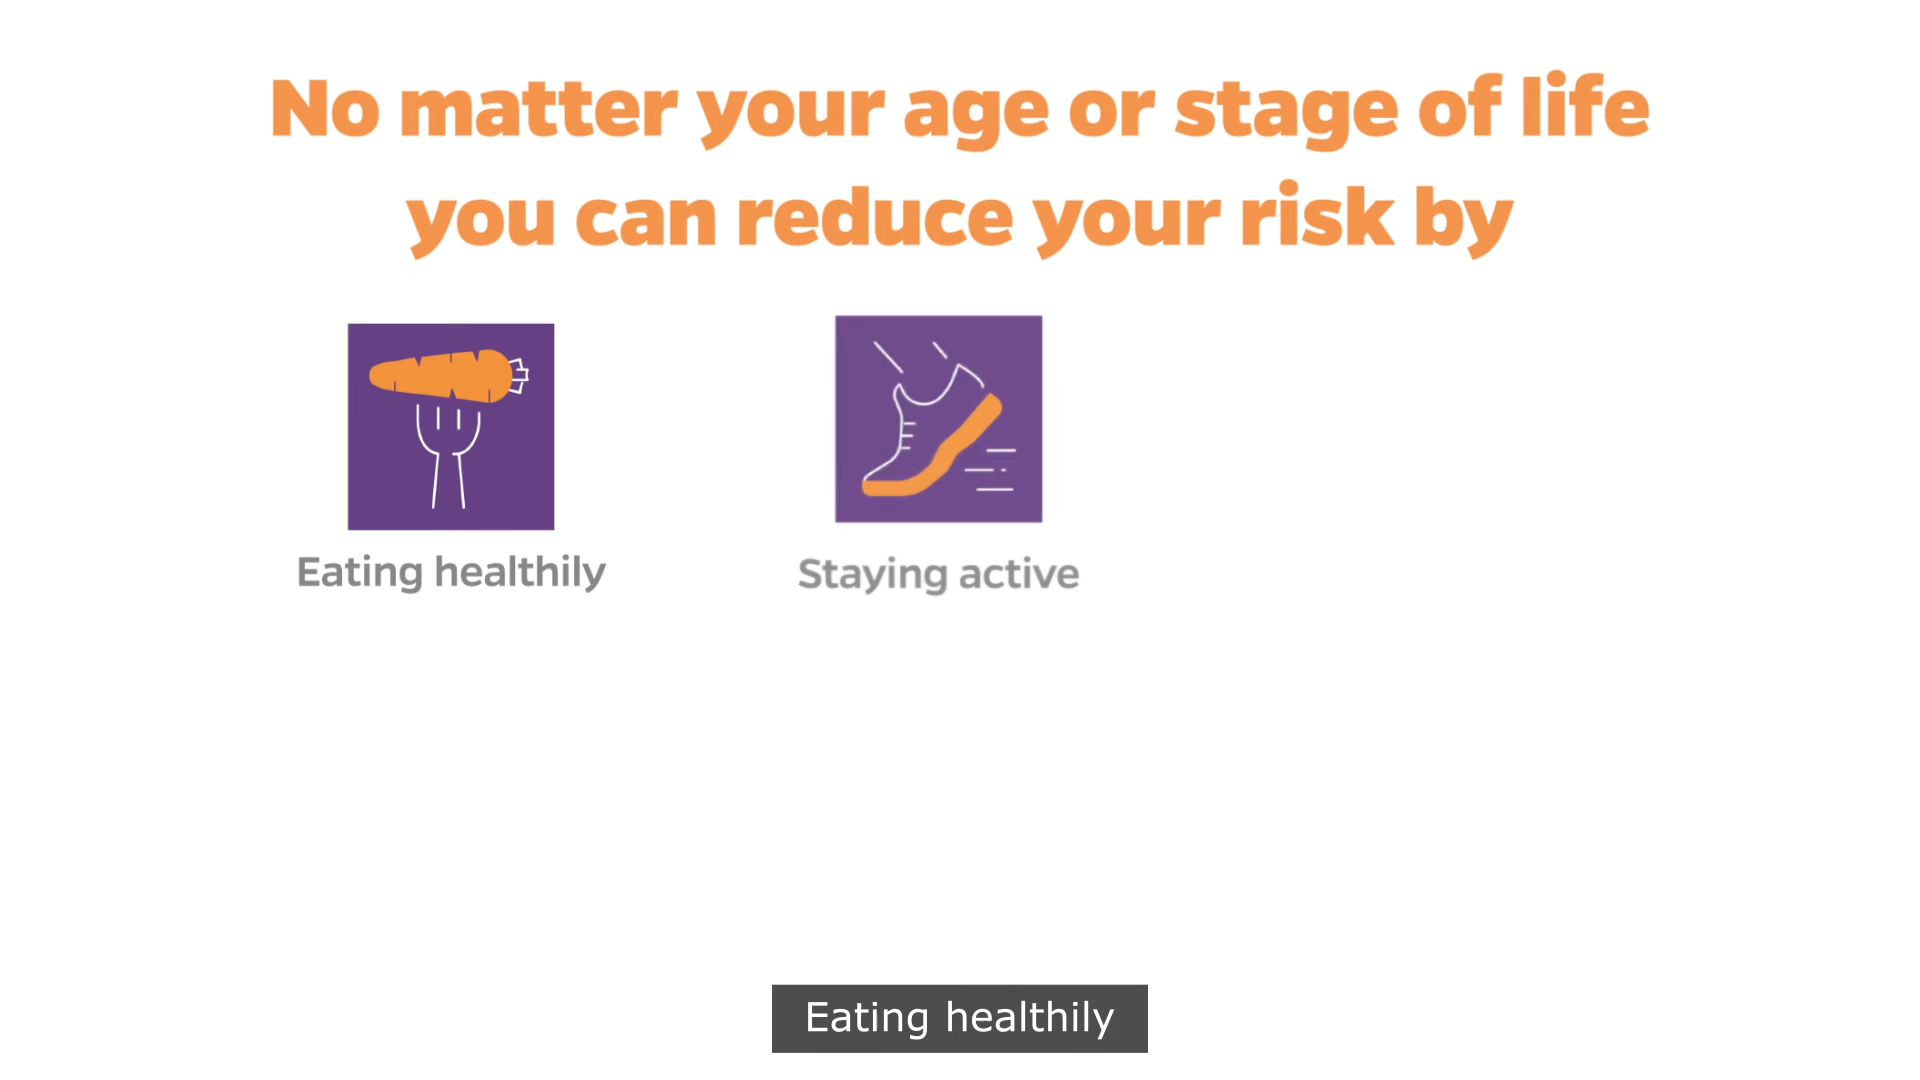 No matter your age or stage of life
you can reduce your risk by
Eating healthily
Staying active
Eating healthily